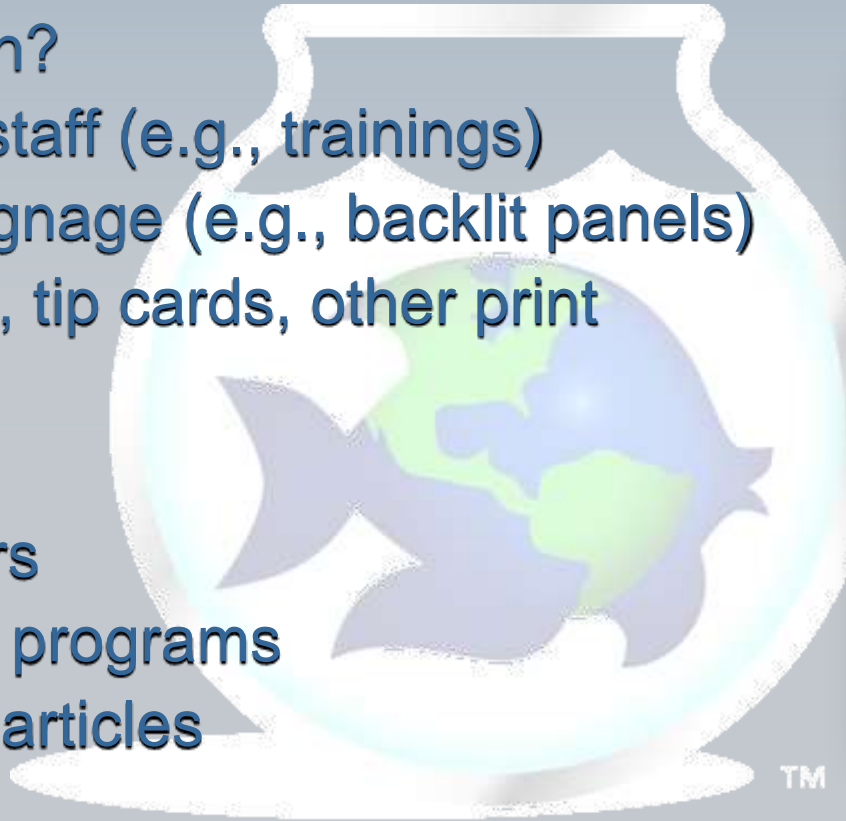 n?
staff (e.g., trainings)
gnage (e.g., backlit panels)
, tip cards, other print
rs
programs
articles
TM